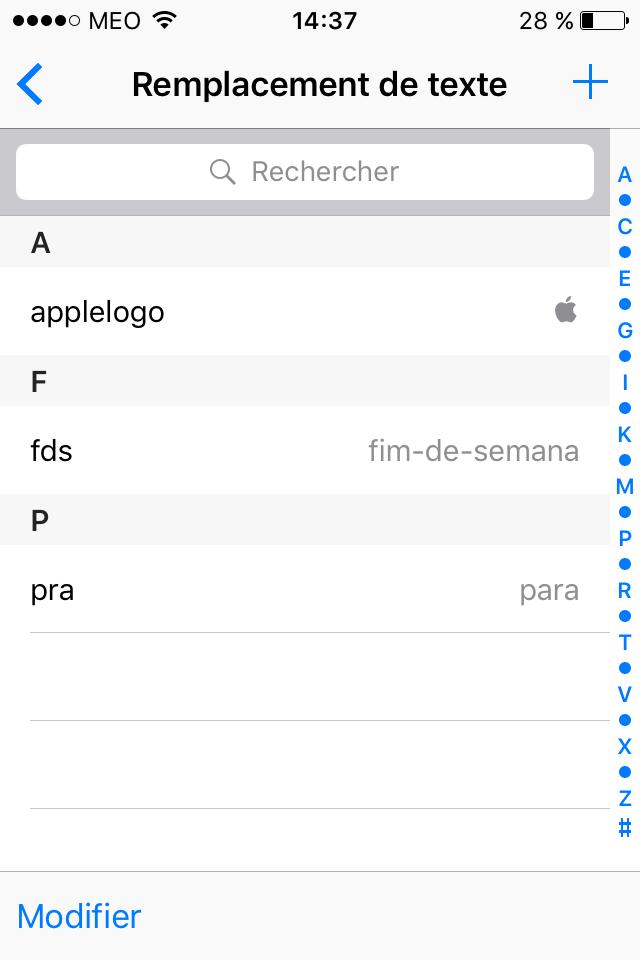 MEO 14:37 28 %
Remplacement de texte
Rechercher
A
applelogo
F
fds fim-de-semana
P
pra para
A
C
E
G
I
K
M
P
R
T
V
X
Z
#
Modifier